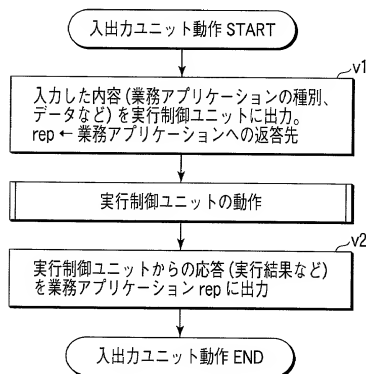 入出力ユニット動作 START
v1
入力した内容(業務アプリケーションの種別、
データなど)を実行制御ユニットに出力。
rep ← 業務アプリケーションへの返答先
実行制御ユニットの動作
v2
実行制御ユニットからの応答(実行結果など)
を業務アプリケーション rep に出力
入出力ユニット動作 END